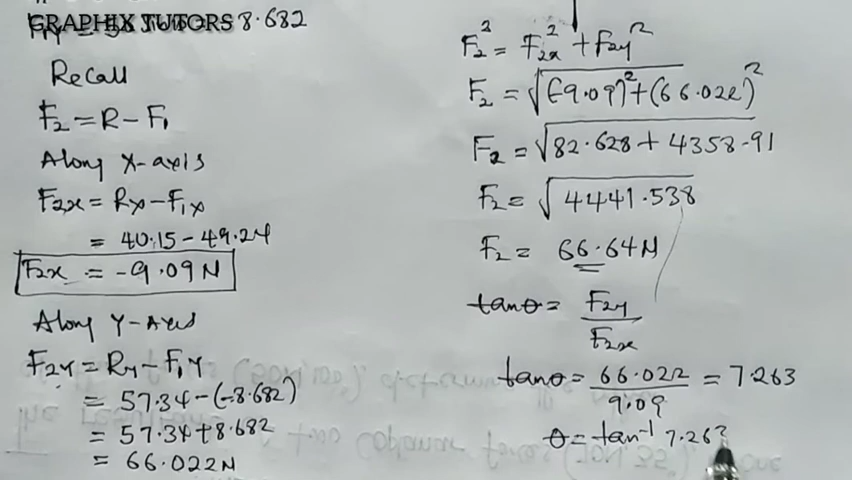 GRAPHIX TUTORS 8.682
Recall
F₂ = R - F₁
Along X-axis
F₂x = Rx - F₁x
= 40.15 - 49.24
F₂x = -9.09N
Along Y-Axis
F₂Y = Ry - F₁Y
= 57.34 - (-8.682)
= 57.34 + 8.682
= 66.022N
F₂² = F₂x² + F₂y²
F₂ = √(-9.09)² + (66.022)²
F₂ = √82.628 + 4358.91
F₂ = √4441.538
F₂ = 66.64N
tanθ = F₂y / F₂x
tanθ = 66.022 / 9.09 = 7.263
θ = tan⁻¹ 7.263